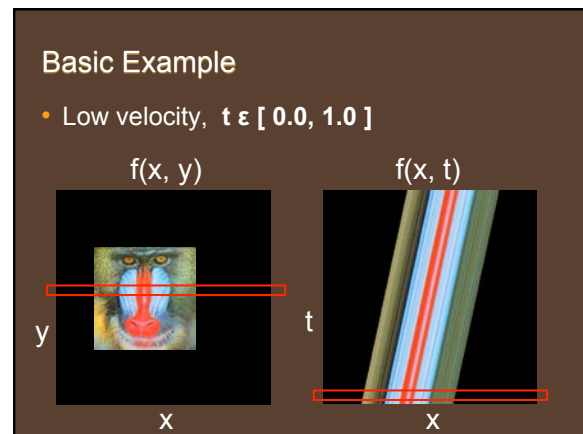 Basic Example
• Low velocity, t ε [ 0.0, 1.0 ]
f(x, y) f(x, t)
y t
x x